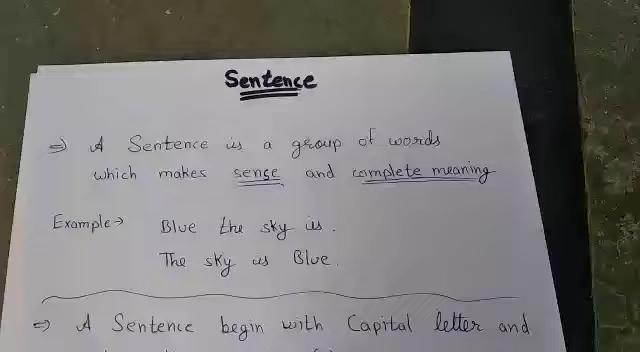 Sentence
⇒ A Sentence is a group of words
which makes sense and complete meaning
Example → Blue the sky is.
The sky is Blue.
⇒ A Sentence begin with Capital letter and